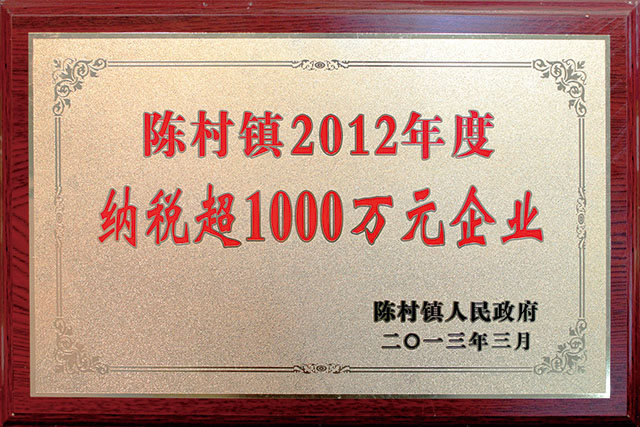 陈村镇2012年度
纳税超1000万元企业
陈村镇人民政府
二〇一三年三月